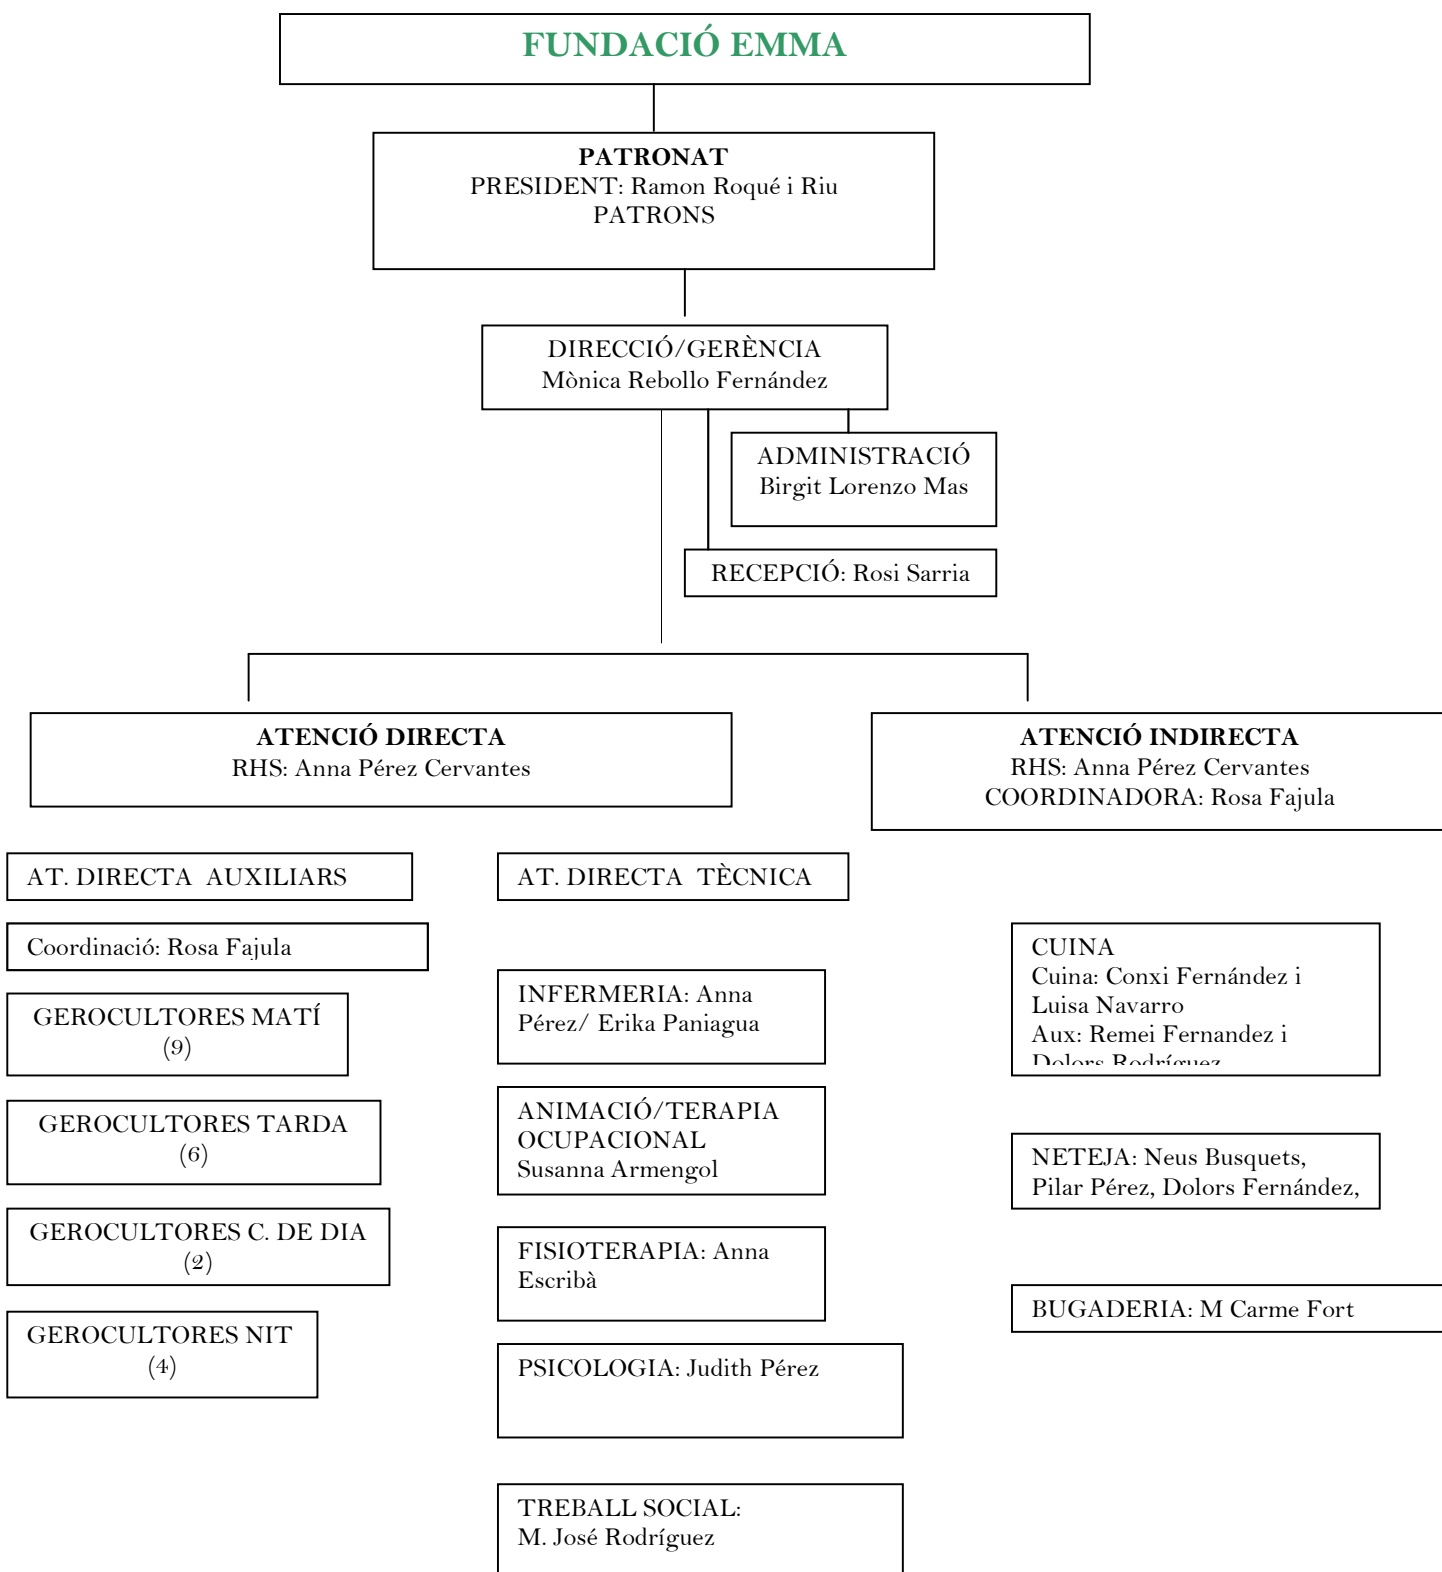 FUNDACIÓ EMMA
PATRONAT
PRESIDENT: Ramon Roqué i Riu
PATRONS
DIRECCIÓ/GERÈNCIA
Mònica Rebollo Fernández
ADMINISTRACIÓ
Birgit Lorenzo Mas
RECEPCIÓ: Rosi Sarria
ATENCIÓ DIRECTA
RHS: Anna Pérez Cervantes
ATENCIÓ INDIRECTA
RHS: Anna Pérez Cervantes
COORDINADORA: Rosa Fajula
AT. DIRECTA AUXILIARS
Coordinació: Rosa Fajula
GEROCULTORES MATÍ
(9)
GEROCULTORES TARDA
(6)
GEROCULTORES C. DE DIA
(2)
GEROCULTORES NIT
(4)
AT. DIRECTA TÈCNICA
INFERMERIA: Anna
Pérez/ Erika Paniagua
ANIMACIÓ/TERAPIA
OCUPACIONAL
Susanna Armengol
FISIOTERAPIA: Anna
Escribà
PSICOLOGIA: Judith Pérez
TREBALL SOCIAL:
M. José Rodríguez
CUINA
Cuina: Conxi Fernández i
Luisa Navarro
Aux: Remei Fernandez i
Dolors Rodríguez
NETEJA: Neus Busquets,
Pilar Pérez, Dolors Fernández,
BUGADERIA: M Carme Fort